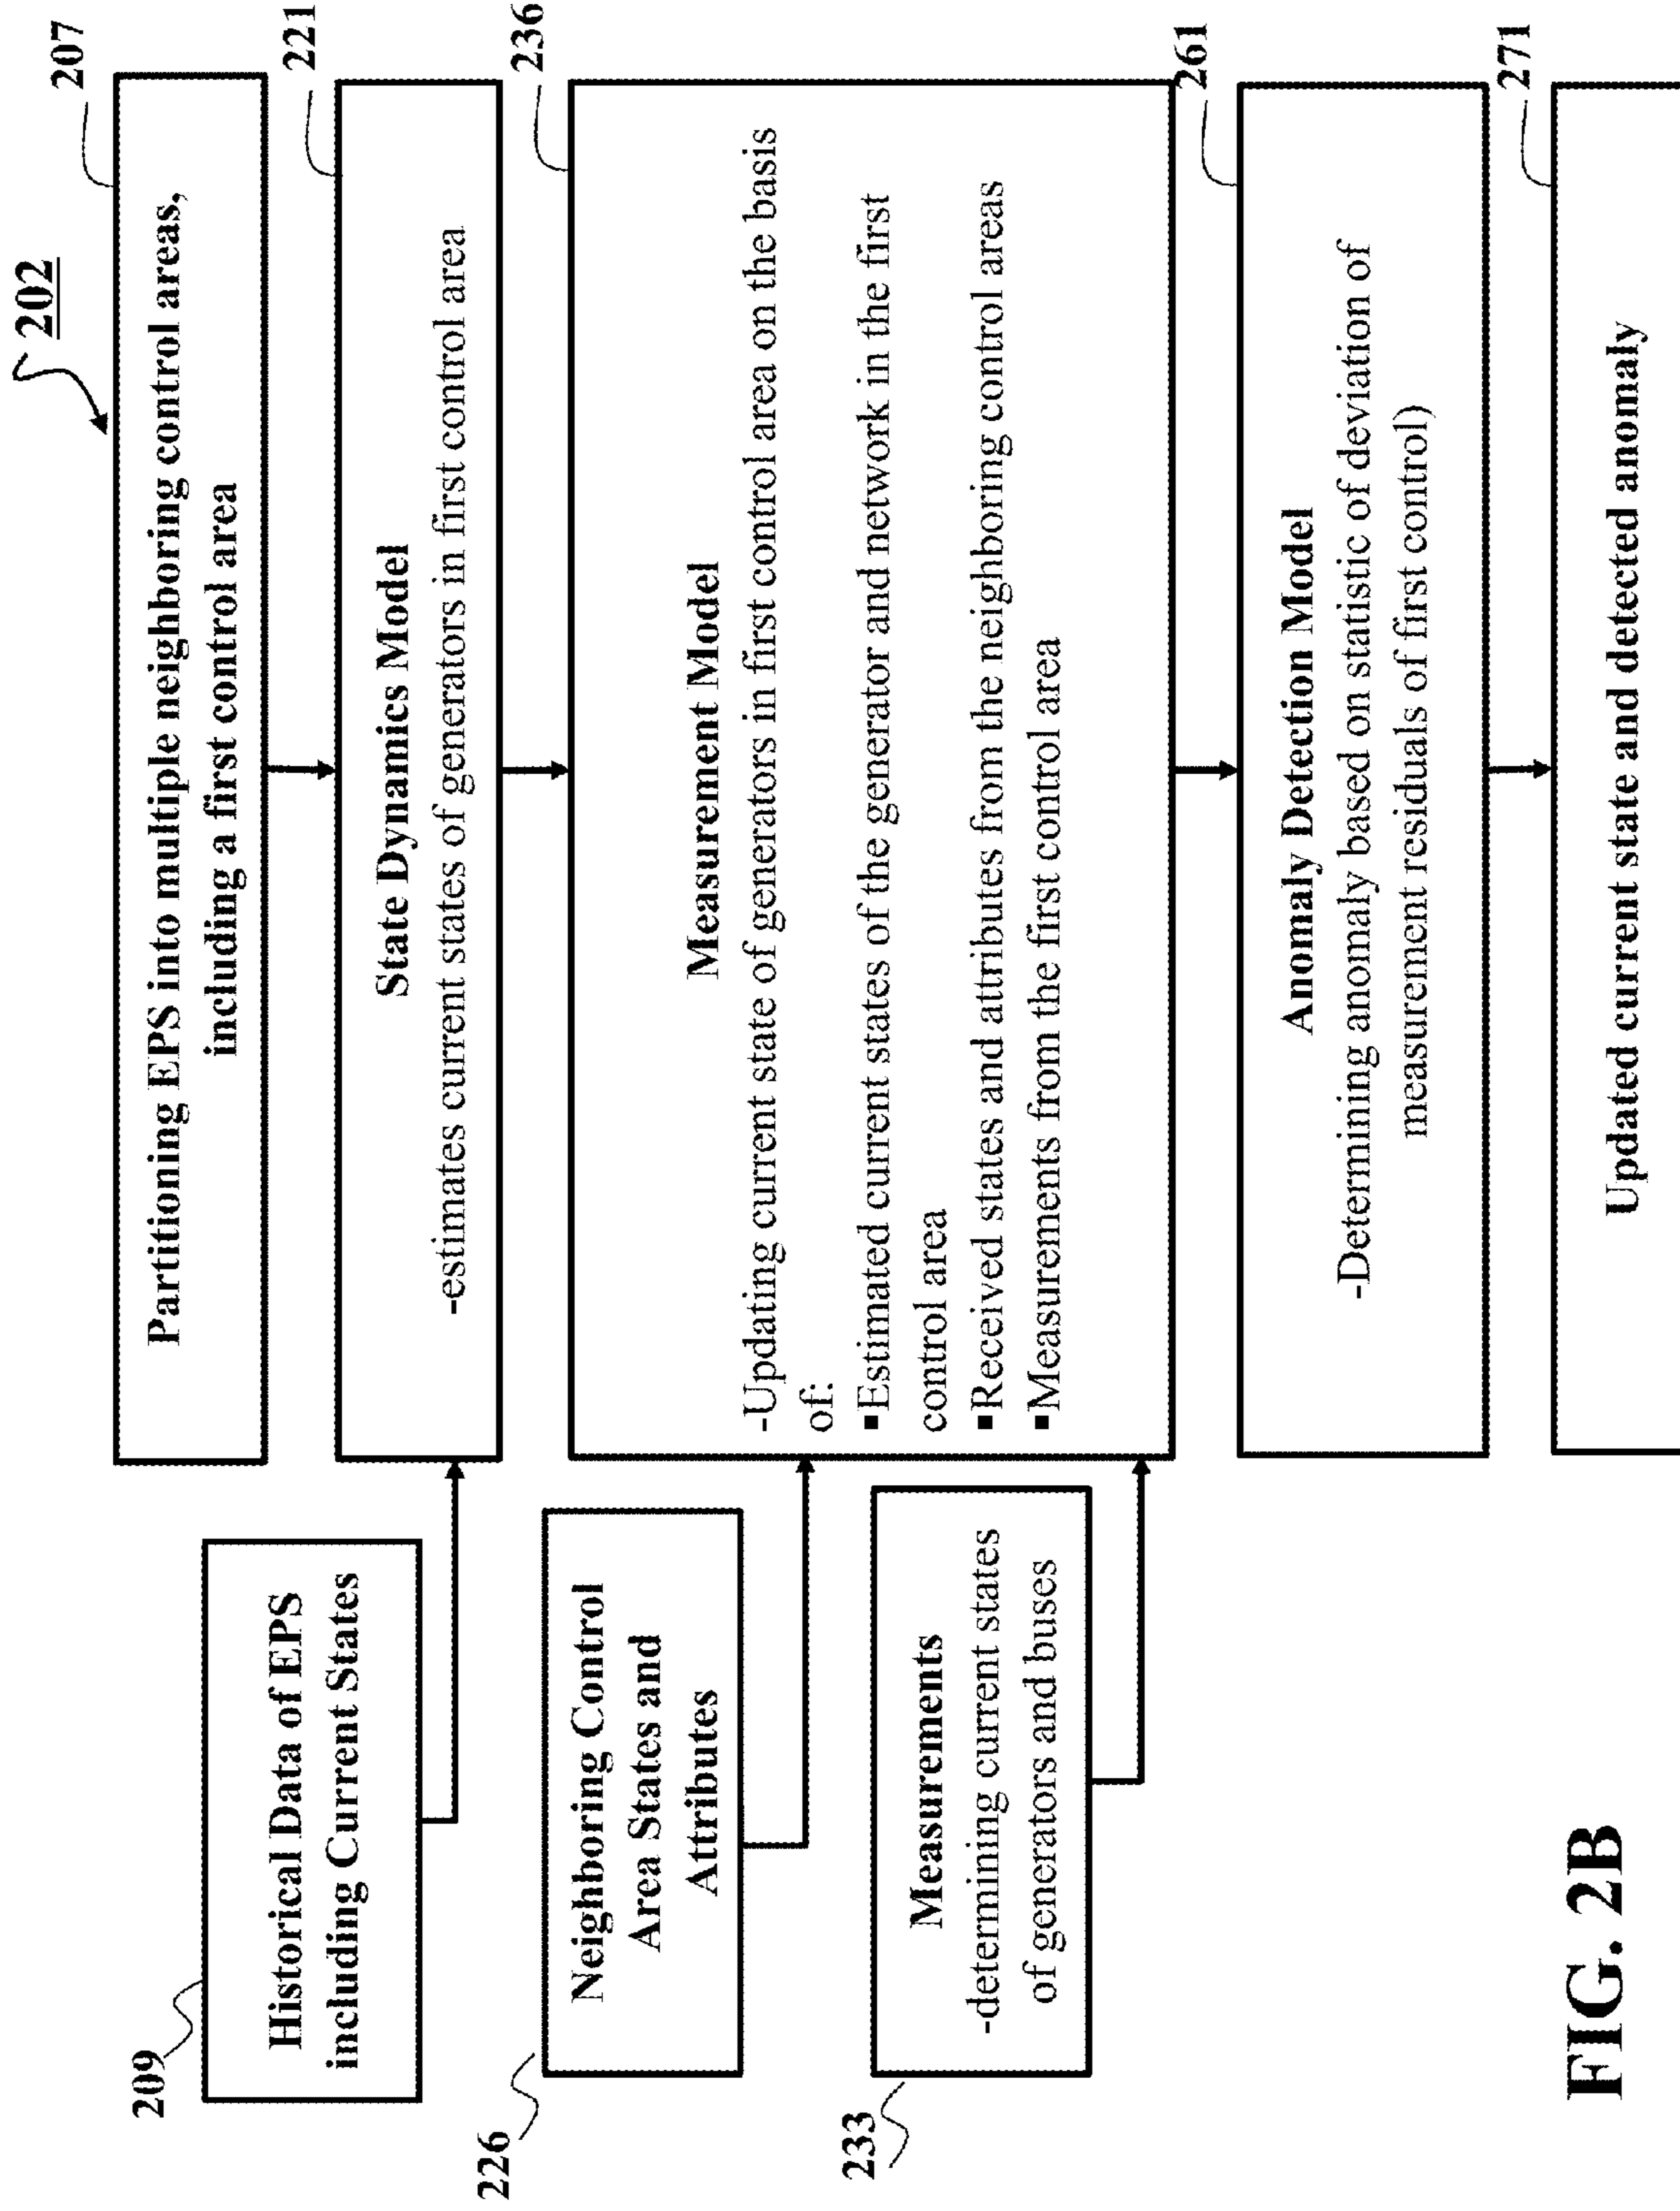 202
207
Partitioning EPS into multiple neighboring control areas,
including a first control area
209
Historical Data of EPS
including Current States
221
State Dynamics Model
-estimates current states of generators in first control area
226
Neighboring Control
Area States and
Attributes
233
Measurements
-determining current states
of generators and buses
236
Measurement Model
-Updating current state of generators in first control area on the basis
of:
▪Estimated current states of the generator and network in the first
control area
▪Received states and attributes from the neighboring control areas
▪Measurements from the first control area
261
Anomaly Detection Model
-Determining anomaly based on statistic of deviation of
measurement residuals of first control)
271
Updated current state and detected anomaly
FIG. 2B